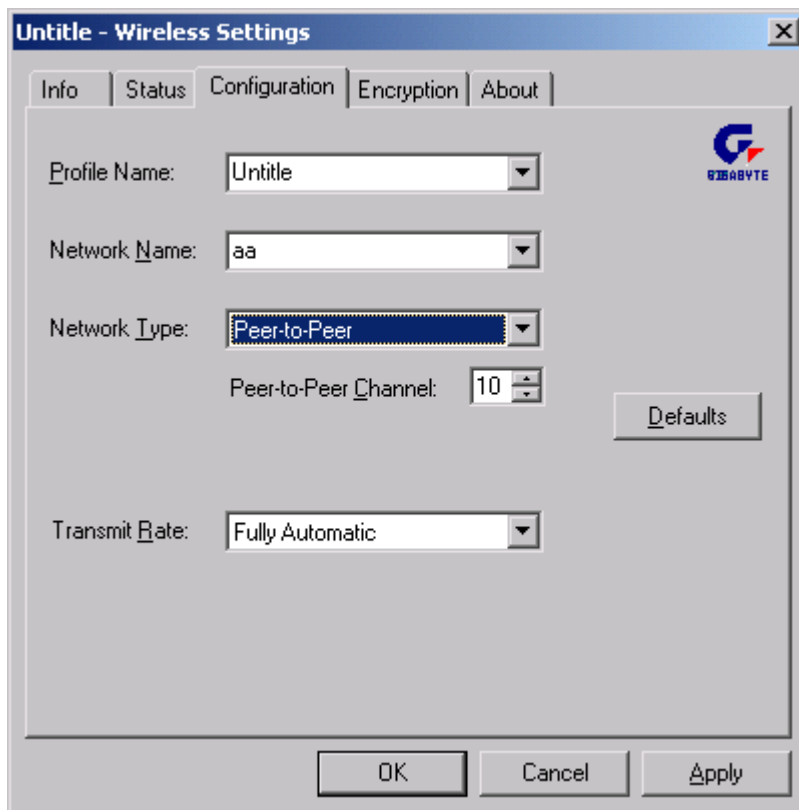 Untitle - Wireless Settings
Info Status Configuration Encryption About
GIGABYTE
Profile Name: Untitle
Network Name: aa
Network Type: Peer-to-Peer
Peer-to-Peer Channel: 10
Defaults
Transmit Rate: Fully Automatic
OK Cancel Apply